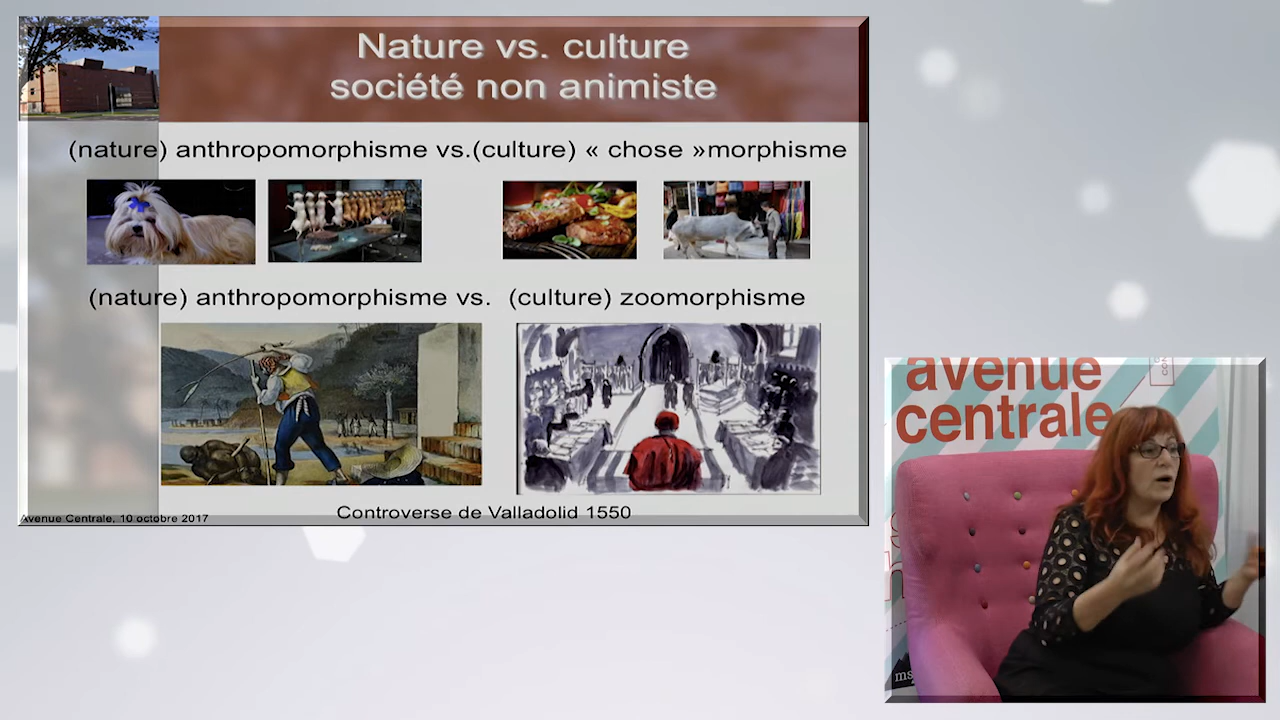 Nature vs. culture
société non animiste
(nature) anthropomorphisme vs.(culture) « chose »morphisme
(nature) anthropomorphisme vs. (culture) zoomorphisme
Controverse de Valladolid 1550
Avenue Centrale, 10 octobre 2017
avenue
centrale